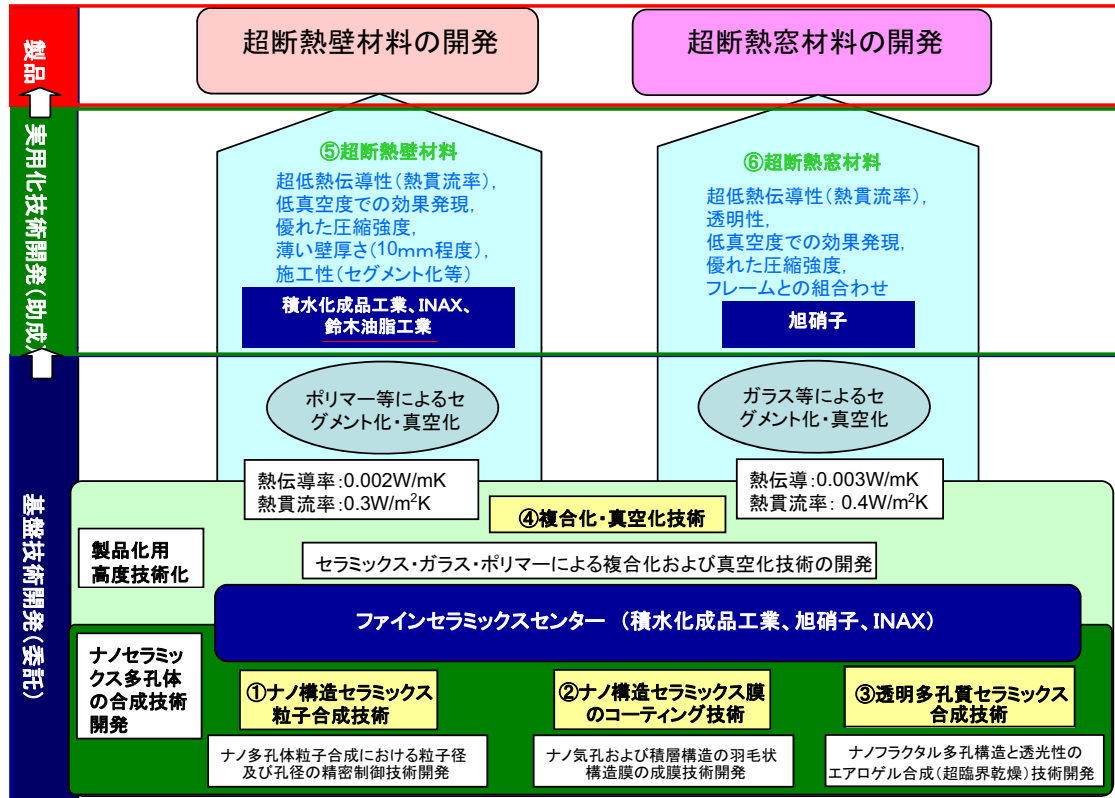 製品
超断熱壁材料の開発
超断熱窓材料の開発
実用化技術開発(助成)
⑤超断熱壁材料
超低熱伝導性(熱貫流率),
低真空度での効果発現,
優れた圧縮強度,
薄い壁厚さ(10mm程度),
施工性(セグメント化等)
積水化成品工業、INAX、
鈴木油脂工業
⑥超断熱窓材料
超低熱伝導性(熱貫流率),
透明性,
低真空度での効果発現,
優れた圧縮強度,
フレームとの組合わせ
旭硝子
基盤技術開発(委託)
ポリマー等によるセ
グメント化・真空化
ガラス等によるセ
グメント化・真空化
熱伝導率:0.002W/mK
熱貫流率:0.3W/m²K
熱伝導:0.003W/mK
熱貫流率: 0.4W/m²K
④複合化・真空化技術
製品化用
高度技術化
セラミックス・ガラス・ポリマーによる複合化および真空化技術の開発
ファインセラミックスセンター (積水化成品工業、旭硝子、INAX)
ナノセラミッ
クス多孔体
の合成技術
開発
①ナノ構造セラミックス
粒子合成技術
②ナノ構造セラミックス膜
のコーティング技術
③透明多孔質セラミックス
合成技術
ナノ多孔体粒子合成における粒子径
及び孔径の精密制御技術開発
ナノ気孔および積層構造の羽毛状
構造膜の成膜技術開発
ナノフラクタル多孔構造と透光性の
エアロゲル合成(超臨界乾燥)技術開発